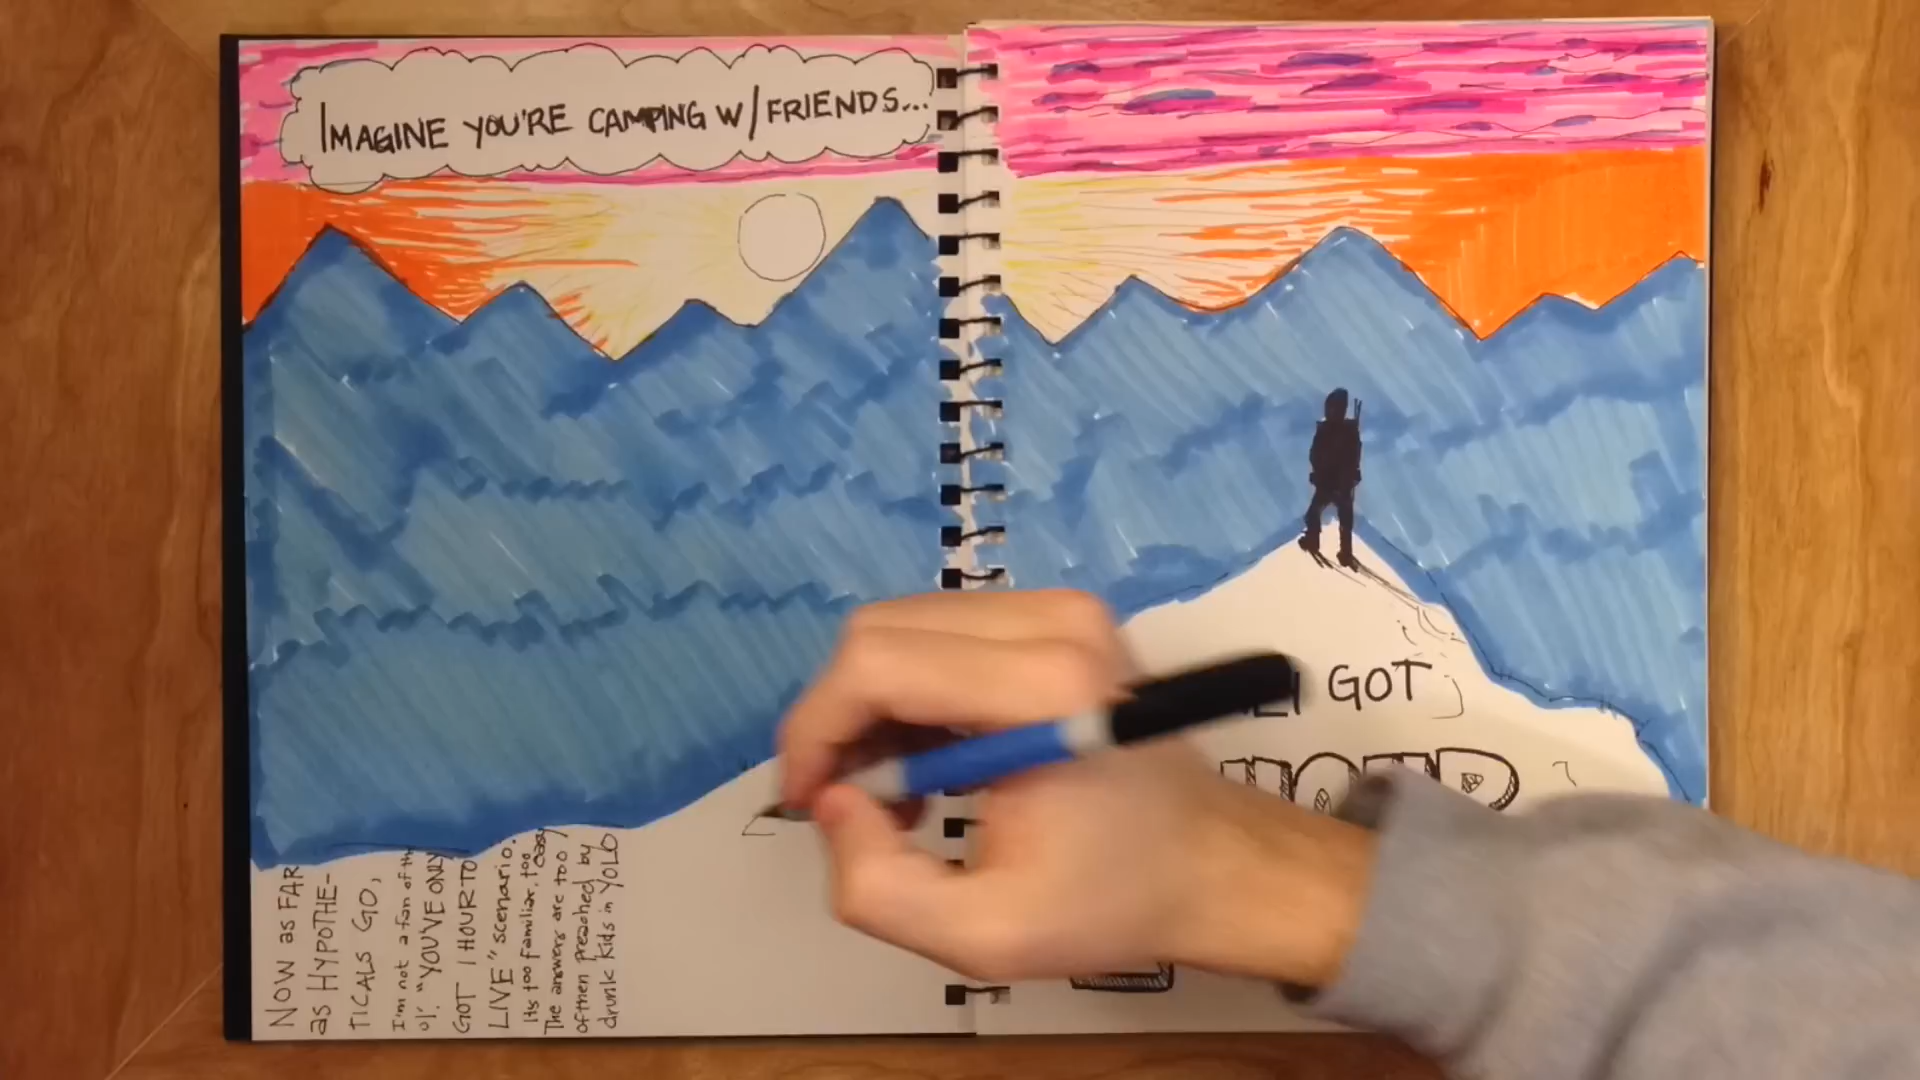 IMAGINE YOU'RE CAMPING W/FRIENDS...
GOT
HOUR
NOW as FAR
as HYPOTHE-
TICALS GO,
I'm not a fan of the
ol' "YOU'VE ONLY
GOT 1 HOUR TO
LIVE" scenario.
Its too familiar, too easy
The answers are too
often preached by
drunk kids in YOLO